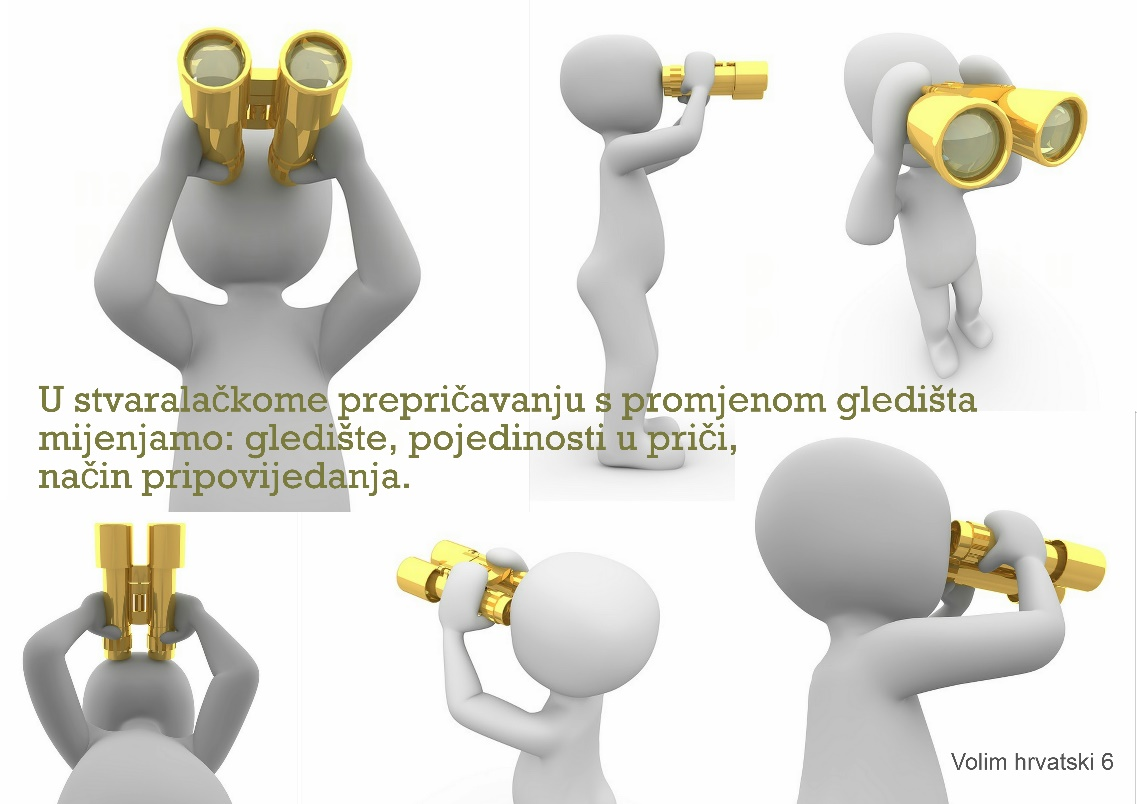 U stvaralačkome prepričavanju s promjenom gledišta
mijenjamo: gledište, pojedinosti u priči,
način pripovijedanja.
Volim hrvatski 6